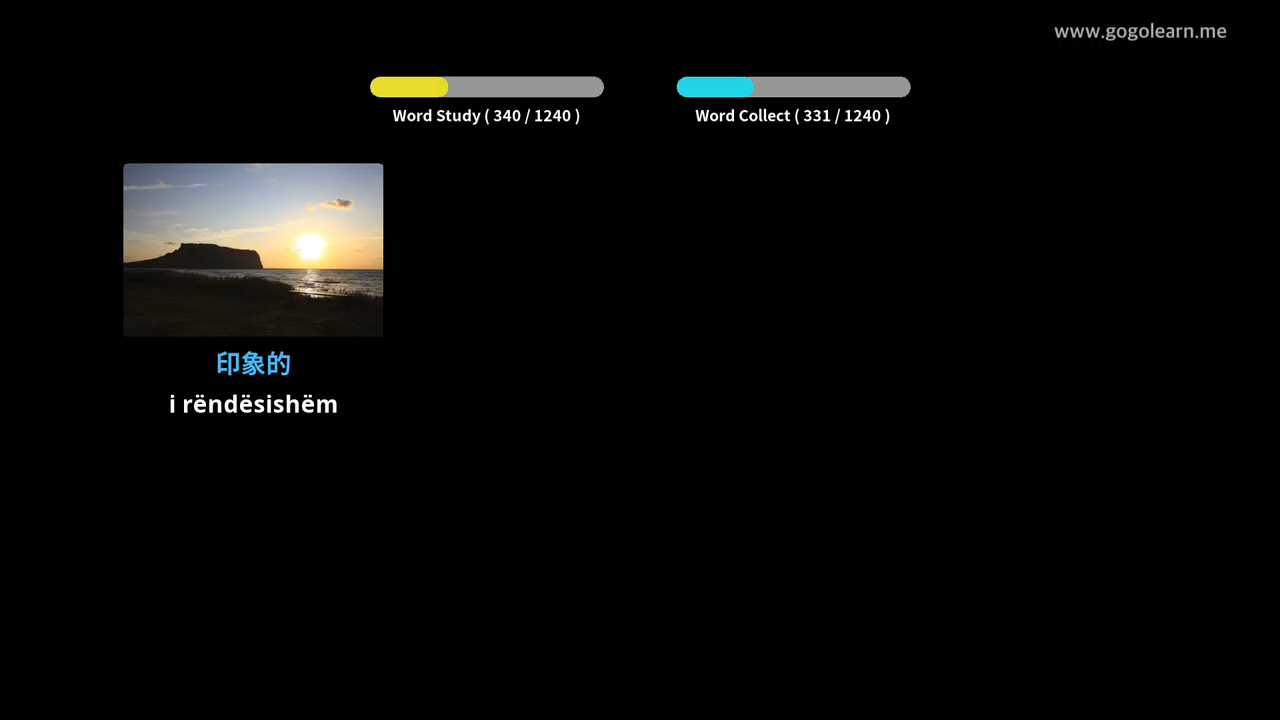 www.gogolearn.me
Word Study ( 340 / 1240 )
Word Collect ( 331 / 1240 )
印象的
i rëndësishëm